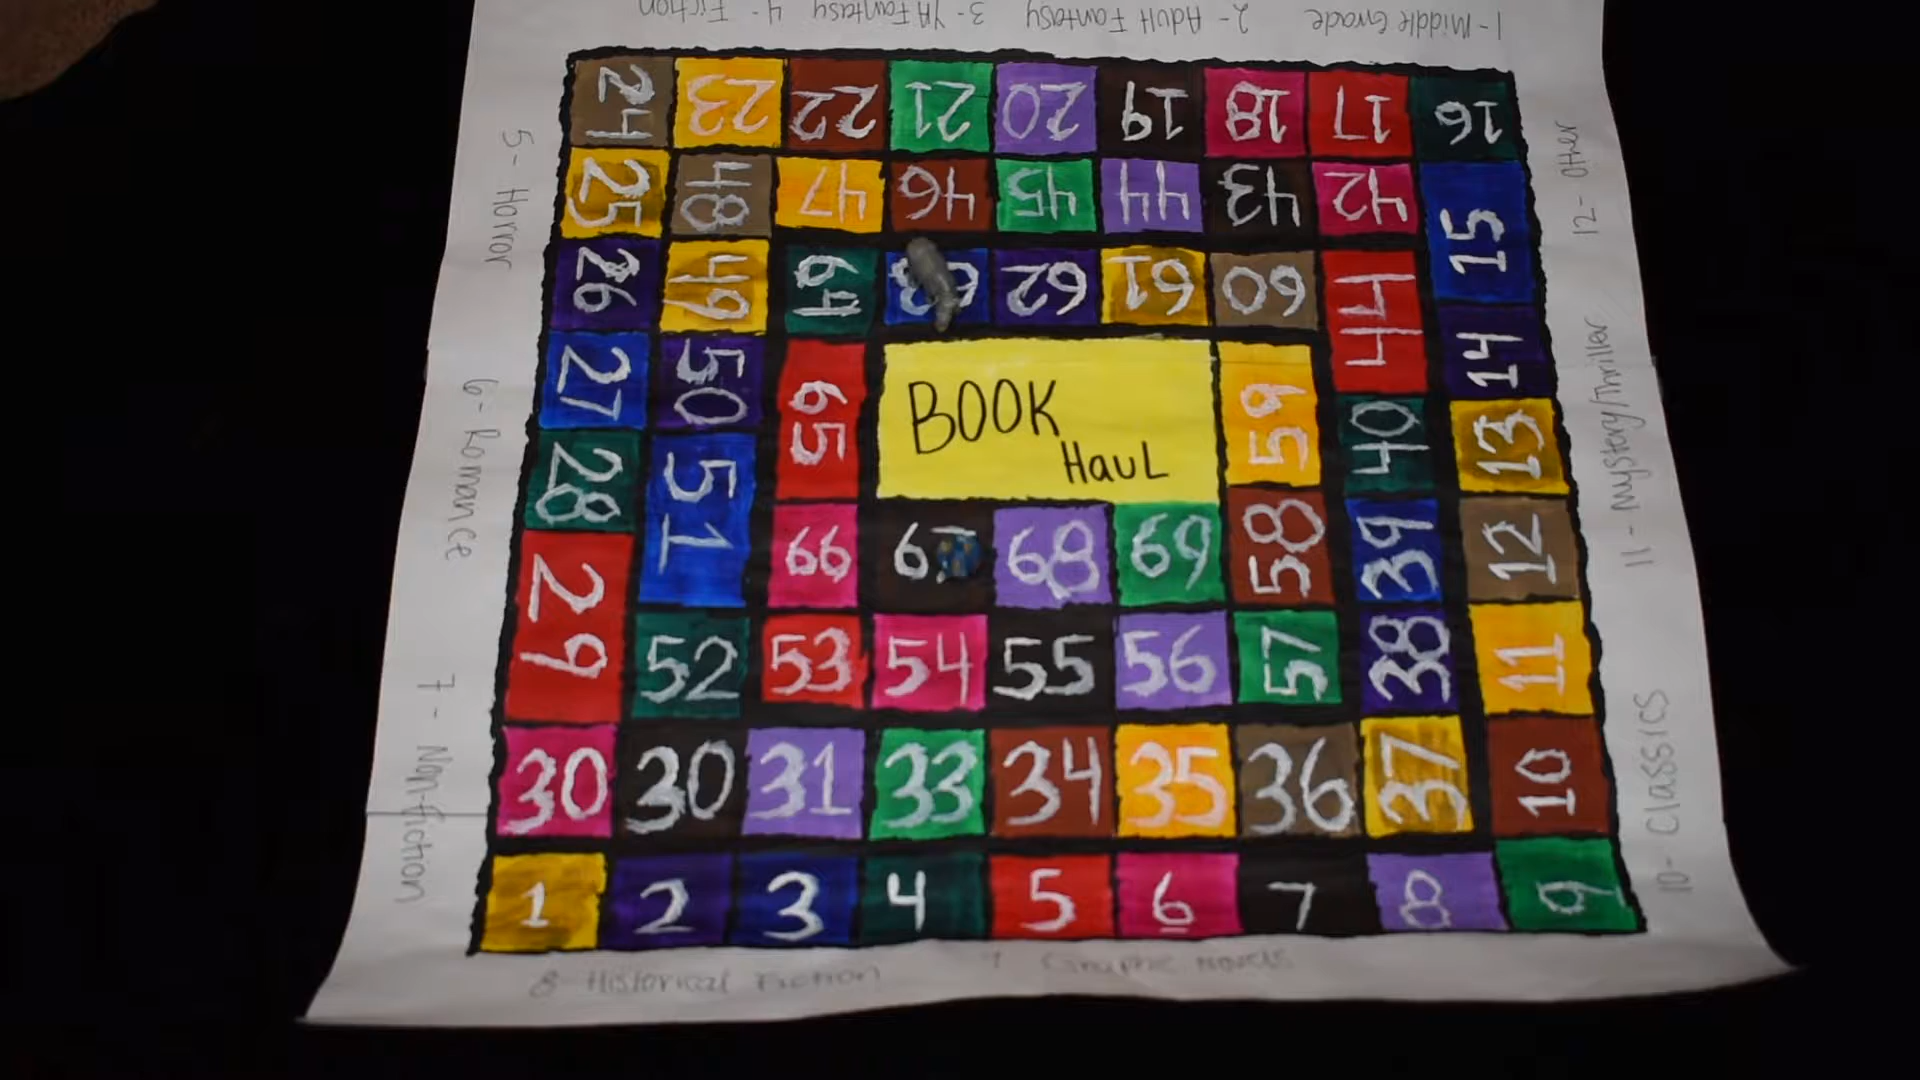 1-Middle Grade 2- Adult Fantasy 3- YA Fantasy 4- Fiction
5- Horror
6- Romance
7- Nonfiction
8- Historical Fiction
Graphic Novels
10- Classics
11- Mystery/Thriller
12- Other
24 23 22 21 20 19 18 17 16
25 48 47 46 45 44 43 42 15
26 49 64 63 62 61 60 44 14
27 50 65 BOOK 59 40 13
HAUL
28 51 66 67 68 69 58 39 12
29 52 53 54 55 56 57 38 11
30 30 31 33 34 35 36 37 10
1 2 3 4 5 6 7 8 9